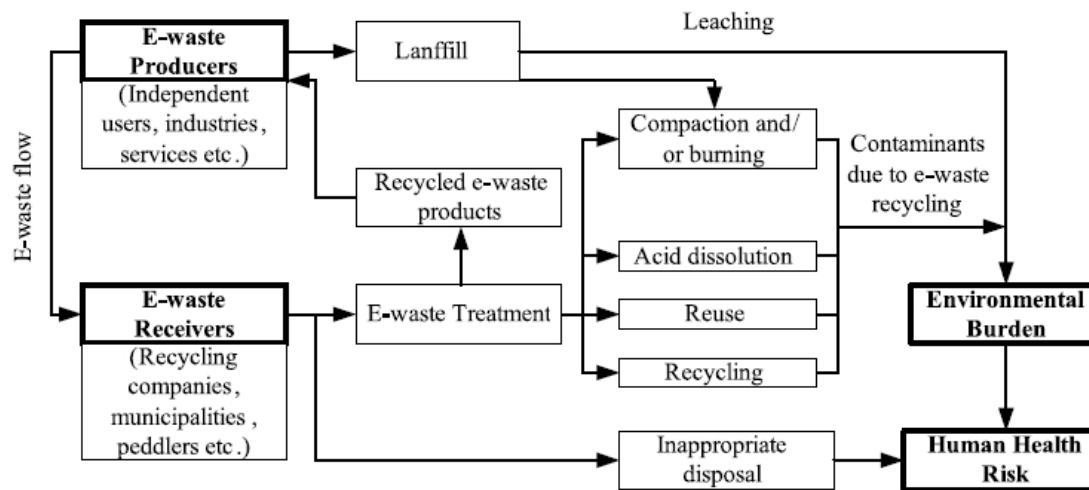 E-waste
Producers
(Independent
users, industries,
services etc.)
Lanffill
Leaching
Compaction and/
or burning
Contaminants
due to e-waste
recycling
Recycled e-waste
products
E-waste flow
Acid dissolution
E-waste
Receivers
(Recycling
companies,
municipalities,
peddlers etc.)
E-waste Treatment
Reuse
Recycling
Environmental
Burden
Inappropriate
disposal
Human Health
Risk